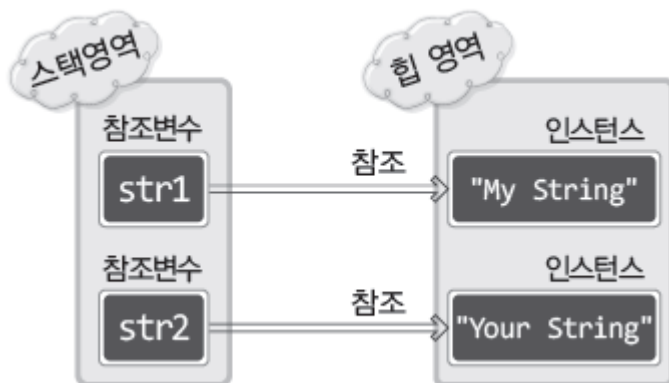 스택영역
힙 영역
참조변수
인스턴스
str1
참조
"My String"
참조변수
인스턴스
str2
참조
"Your String"